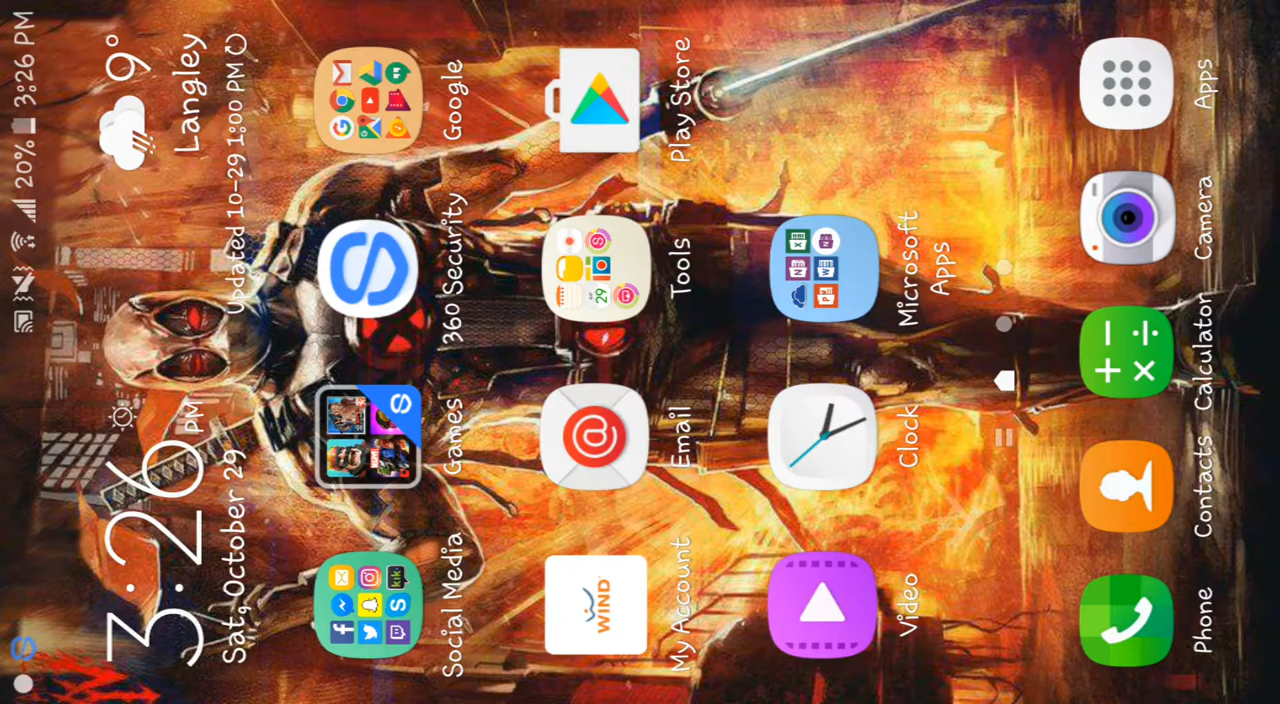 20% 3:26 PM
3:26 PM
9°
Langley
Sat, October 29
Updated 10-29 1:00 PM
Social Media
Games
360 Security
Google
WIND
My Account
Email
Tools
Play Store
Video
Clock
Microsoft
Apps
Phone
Contacts
Calculator
Camera
Apps